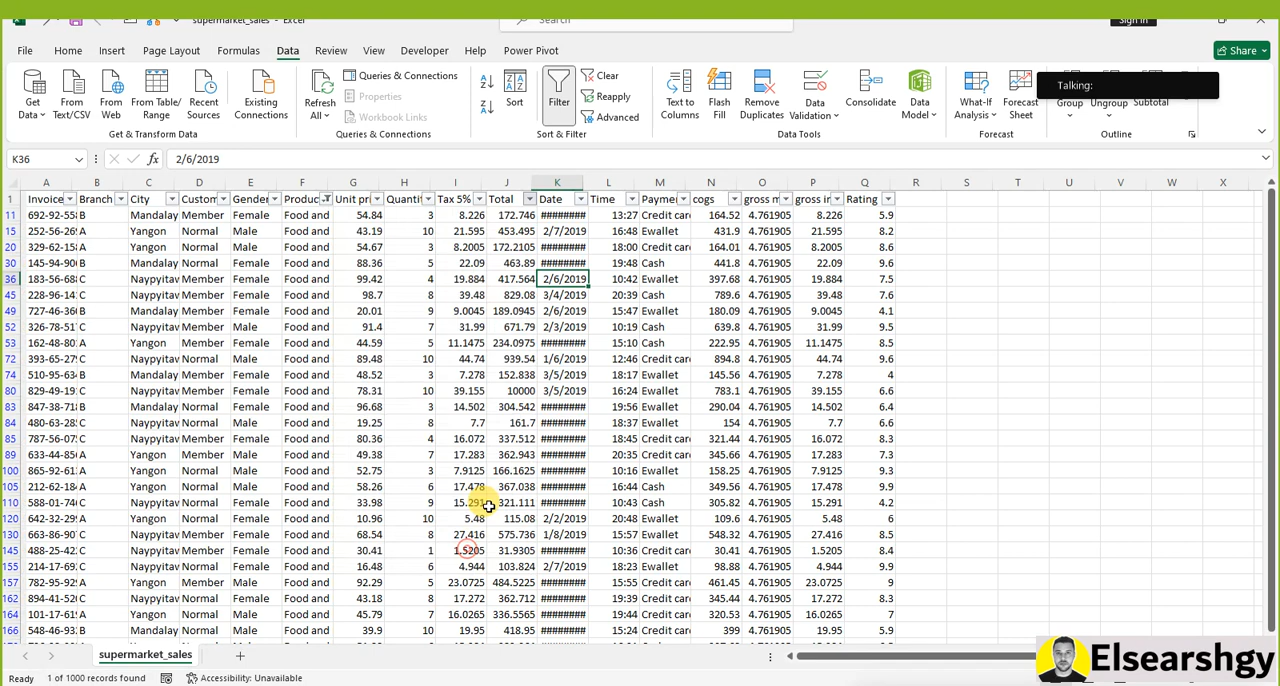 supermarket_sales - Excel
Search
Sign in
File Home Insert Page Layout Formulas Data Review View Developer Help Power Pivot Share
Get Data From Text/CSV From Web From Table/ Range Recent Sources Existing Connections
Get & Transform Data
Refresh All Queries & Connections Properties Workbook Links
Queries & Connections
Sort Filter Clear Reapply Advanced
Sort & Filter
Text to Columns Flash Fill Remove Duplicates Data Validation Consolidate Data Model
Data Tools
What-If Analysis Forecast Sheet
Forecast
Talking:
Group Ungroup Subtotal
Outline
K36 fx 2/6/2019
A B C D E F G H I J K L M N O P Q R S T U V W X
1 Invoice Branch City Custom Gender Produc Unit pri Quantit Tax 5% Total Date Time Paymen cogs gross m gross in Rating
11 692-92-55 B Mandalay Member Female Food and 54.84 3 8.226 172.746 ######## 13:27 Credit car 164.52 4.761905 8.226 5.9
15 252-56-269 A Yangon Normal Male Food and 43.19 10 21.595 453.495 2/7/2019 16:48 Ewallet 431.9 4.761905 21.595 8.2
20 329-62-158 A Yangon Normal Male Food and 54.67 3 8.2005 172.2105 ######## 18:00 Credit car 164.01 4.761905 8.2005 8.6
30 145-94-90 B Mandalay Normal Female Food and 88.36 5 22.09 463.89 ######## 19:48 Cash 441.8 4.761905 22.09 9.6
36 183-56-68 C Naypyitaw Member Female Food and 99.42 4 19.884 417.564 2/6/2019 10:42 Ewallet 397.68 4.761905 19.884 7.5
45 228-96-14 C Naypyitaw Member Female Food and 98.7 8 39.48 829.08 3/4/2019 20:39 Cash 789.6 4.761905 39.48 8.5
49 727-46-36 B Mandalay Member Female Food and 20.01 9 9.0045 189.0945 2/6/2019 15:47 Ewallet 180.09 4.761905 9.0045 4.1
52 326-78-51 C Naypyitaw Member Male Food and 91.4 7 31.99 671.79 2/3/2019 10:19 Cash 639.8 4.761905 31.99 9.5
53 162-48-80 A Yangon Member Female Food and 44.59 5 11.1475 234.0975 ######## 15:10 Cash 222.95 4.761905 11.1475 8.5
72 393-65-27 C Naypyitaw Normal Male Food and 89.48 10 44.74 939.54 1/6/2019 12:46 Credit car 894.8 4.761905 44.74 9.6
74 510-95-63 B Mandalay Member Female Food and 48.52 3 7.278 152.838 3/5/2019 18:17 Ewallet 145.56 4.761905 7.278 4
80 829-49-19 C Naypyitaw Normal Female Food and 78.31 10 39.155 10000 3/5/2019 16:24 Ewallet 783.1 4.761905 39.155 6.6
83 847-38-718 B Mandalay Normal Female Food and 96.68 3 14.502 304.542 ######## 19:56 Ewallet 290.04 4.761905 14.502 6.4
84 480-63-28 C Naypyitaw Normal Female Food and 19.25 8 7.7 161.7 ######## 18:37 Ewallet 154 4.761905 7.7 6.6
85 787-56-07 C Naypyitaw Member Female Food and 80.36 4 16.072 337.512 ######## 18:45 Credit car 321.44 4.761905 16.072 8.3
89 633-44-85 A Yangon Member Male Food and 49.38 7 17.283 362.943 ######## 20:35 Credit car 345.66 4.761905 17.283 7.3
100 865-92-61 A Yangon Normal Male Food and 52.75 3 7.9125 166.1625 ######## 10:16 Ewallet 158.25 4.761905 7.9125 9.3
105 212-62-18 A Yangon Normal Male Food and 58.26 6 17.478 367.038 ######## 16:44 Cash 349.56 4.761905 17.478 9.9
110 588-01-74 C Naypyitaw Normal Female Food and 33.98 9 15.291 321.111 ######## 10:43 Cash 305.82 4.761905 15.291 4.2
120 642-32-29 A Yangon Normal Male Food and 10.96 10 5.48 115.08 2/2/2019 20:48 Ewallet 109.6 4.761905 5.48 6
130 663-86-90 C Naypyitaw Member Female Food and 68.54 8 27.416 575.736 1/8/2019 15:57 Ewallet 548.32 4.761905 27.416 8.5
145 488-25-42 C Naypyitaw Member Female Food and 30.41 1 1.5205 31.9305 ######## 10:36 Credit car 30.41 4.761905 1.5205 8.4
155 214-17-69 C Naypyitaw Normal Female Food and 16.48 6 4.944 103.824 2/7/2019 18:23 Ewallet 98.88 4.761905 4.944
157 782-95-92 A Yangon Member Male Food and 92.29 5 23.0725 484.5225 ######## 15:55 Credit car 461.45 4.761905 23.0725 9
162 894-41-52 C Naypyitaw Normal Female Food and 43.18 8 17.272 362.712 ######## 19:39 Credit car 345.44 4.761905 17.272 8.3
164 101-17-61 A Yangon Normal Male Food and 45.79 7 16.0265 336.5565 ######## 19:44 Credit car 320.53 4.761905 16.0265 7
166 548-46-93 B Mandalay Normal Male Food and 39.9 10 19.95 418.95 ######## 15:24 Credit car 399 4.761905 19.95 5.9
supermarket_sales
Ready 1 of 1000 records found Accessibility: Unavailable
Elsearshgy